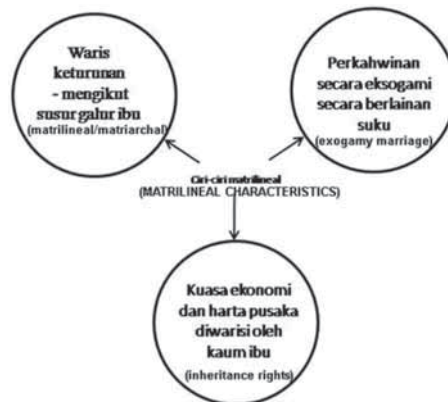 Waris
keturunan
- mengikut
susur galur ibu
(matrilineal/matriarchal)
Perkahwinan
secara eksogami
secara berlainan
suku
(exogamy marriage)
Ciri-ciri matrilineal
(MATRILINEAL CHARACTERISTICS)
Kuasa ekonomi
dan harta pusaka
diwarisi oleh
kaum ibu
(inheritance rights)